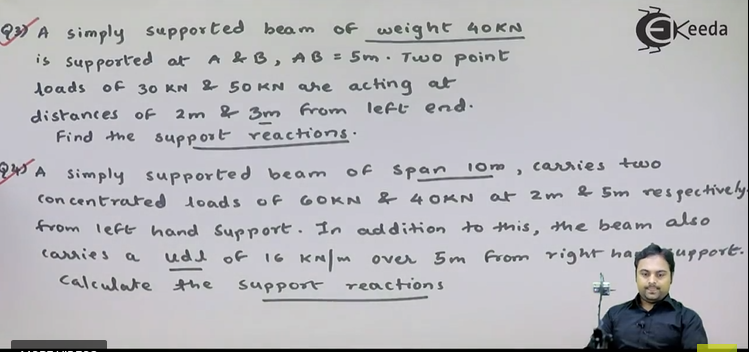 Q3) A simply supported beam of weight 40KN
is supported at A & B, AB = 5m. Two point
loads of 30 KN & 50 KN are acting at
distances of 2m & 3m from left end.
Find the support reactions.
Q4) A simply supported beam of span 10m, carries two
concentrated loads of 60KN & 40KN at 2m & 5m respectively
from left hand support. In addition to this, the beam also
carries a udl of 16 KN/m over 5m from right support.
Calculate the support reactions
EKeeda